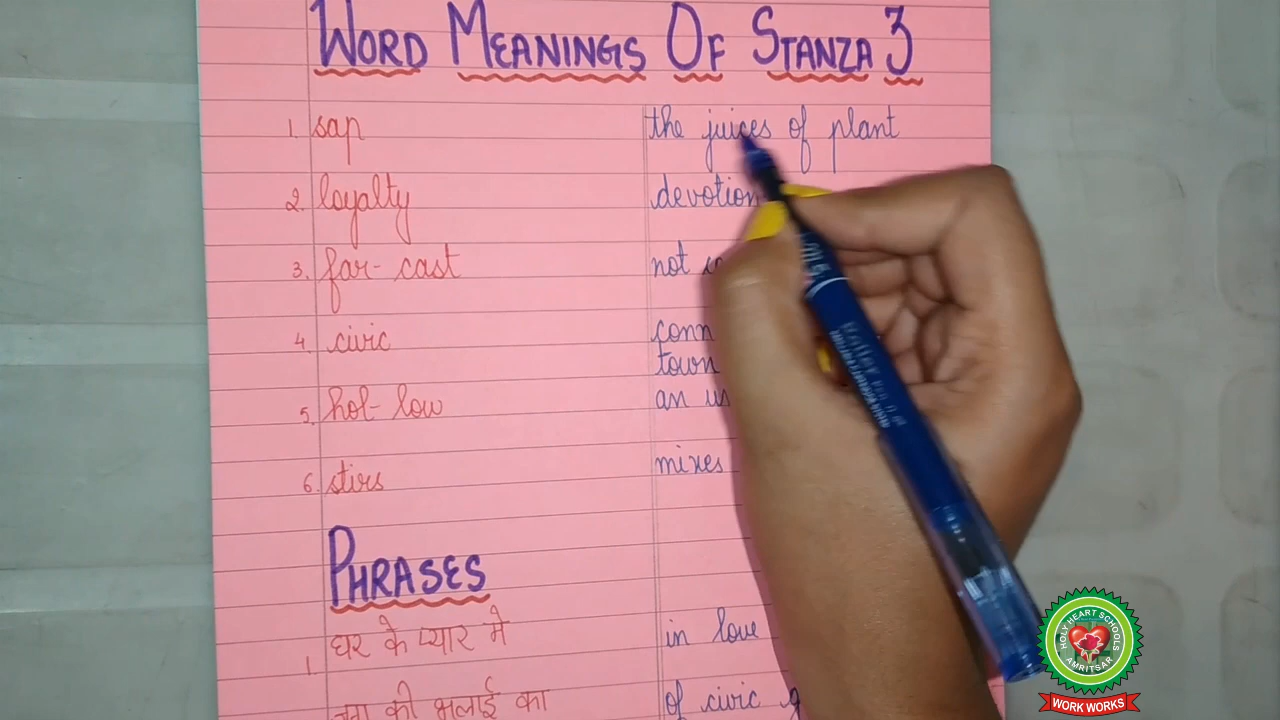 WORD MEANINGS OF STANZA 3
1. sap the juices of plant
2. loyalty devotion
3. far-cast not
4. civic
town
5. hol-low an
6. stirs mixes
PHRASES
1. घर के प्यार मे in love
की भलाई का of civic
HOLY HEART SCHOOLS
AMRITSAR
WORK WORKS